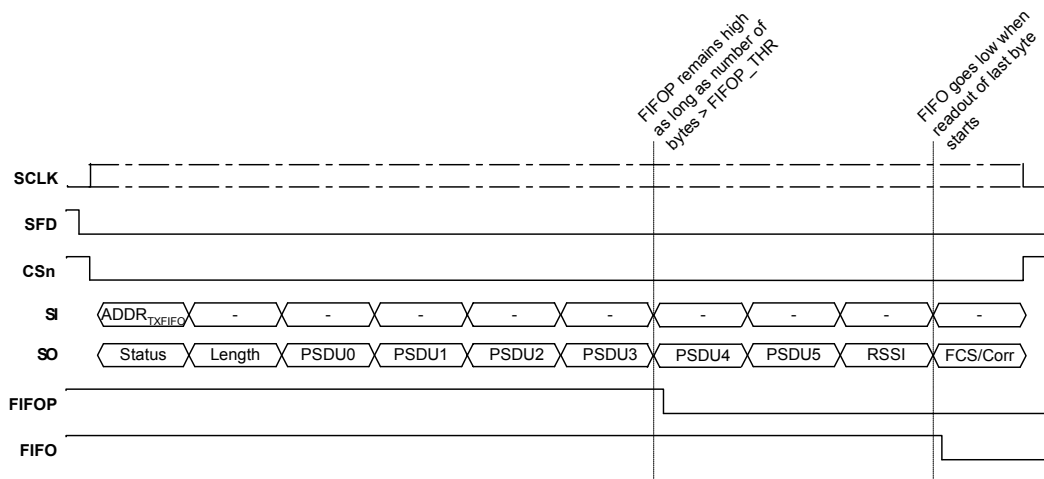 FIFOP remains high
as long as number of
bytes > FIFOP_THR
FIFO goes low when
readout of last byte
starts
SCLK
SFD
CSn
SI ADDRTXFIFO - - - - - - - - -
SO Status Length PSDU0 PSDU1 PSDU2 PSDU3 PSDU4 PSDU5 RSSI FCS/Corr
FIFOP
FIFO